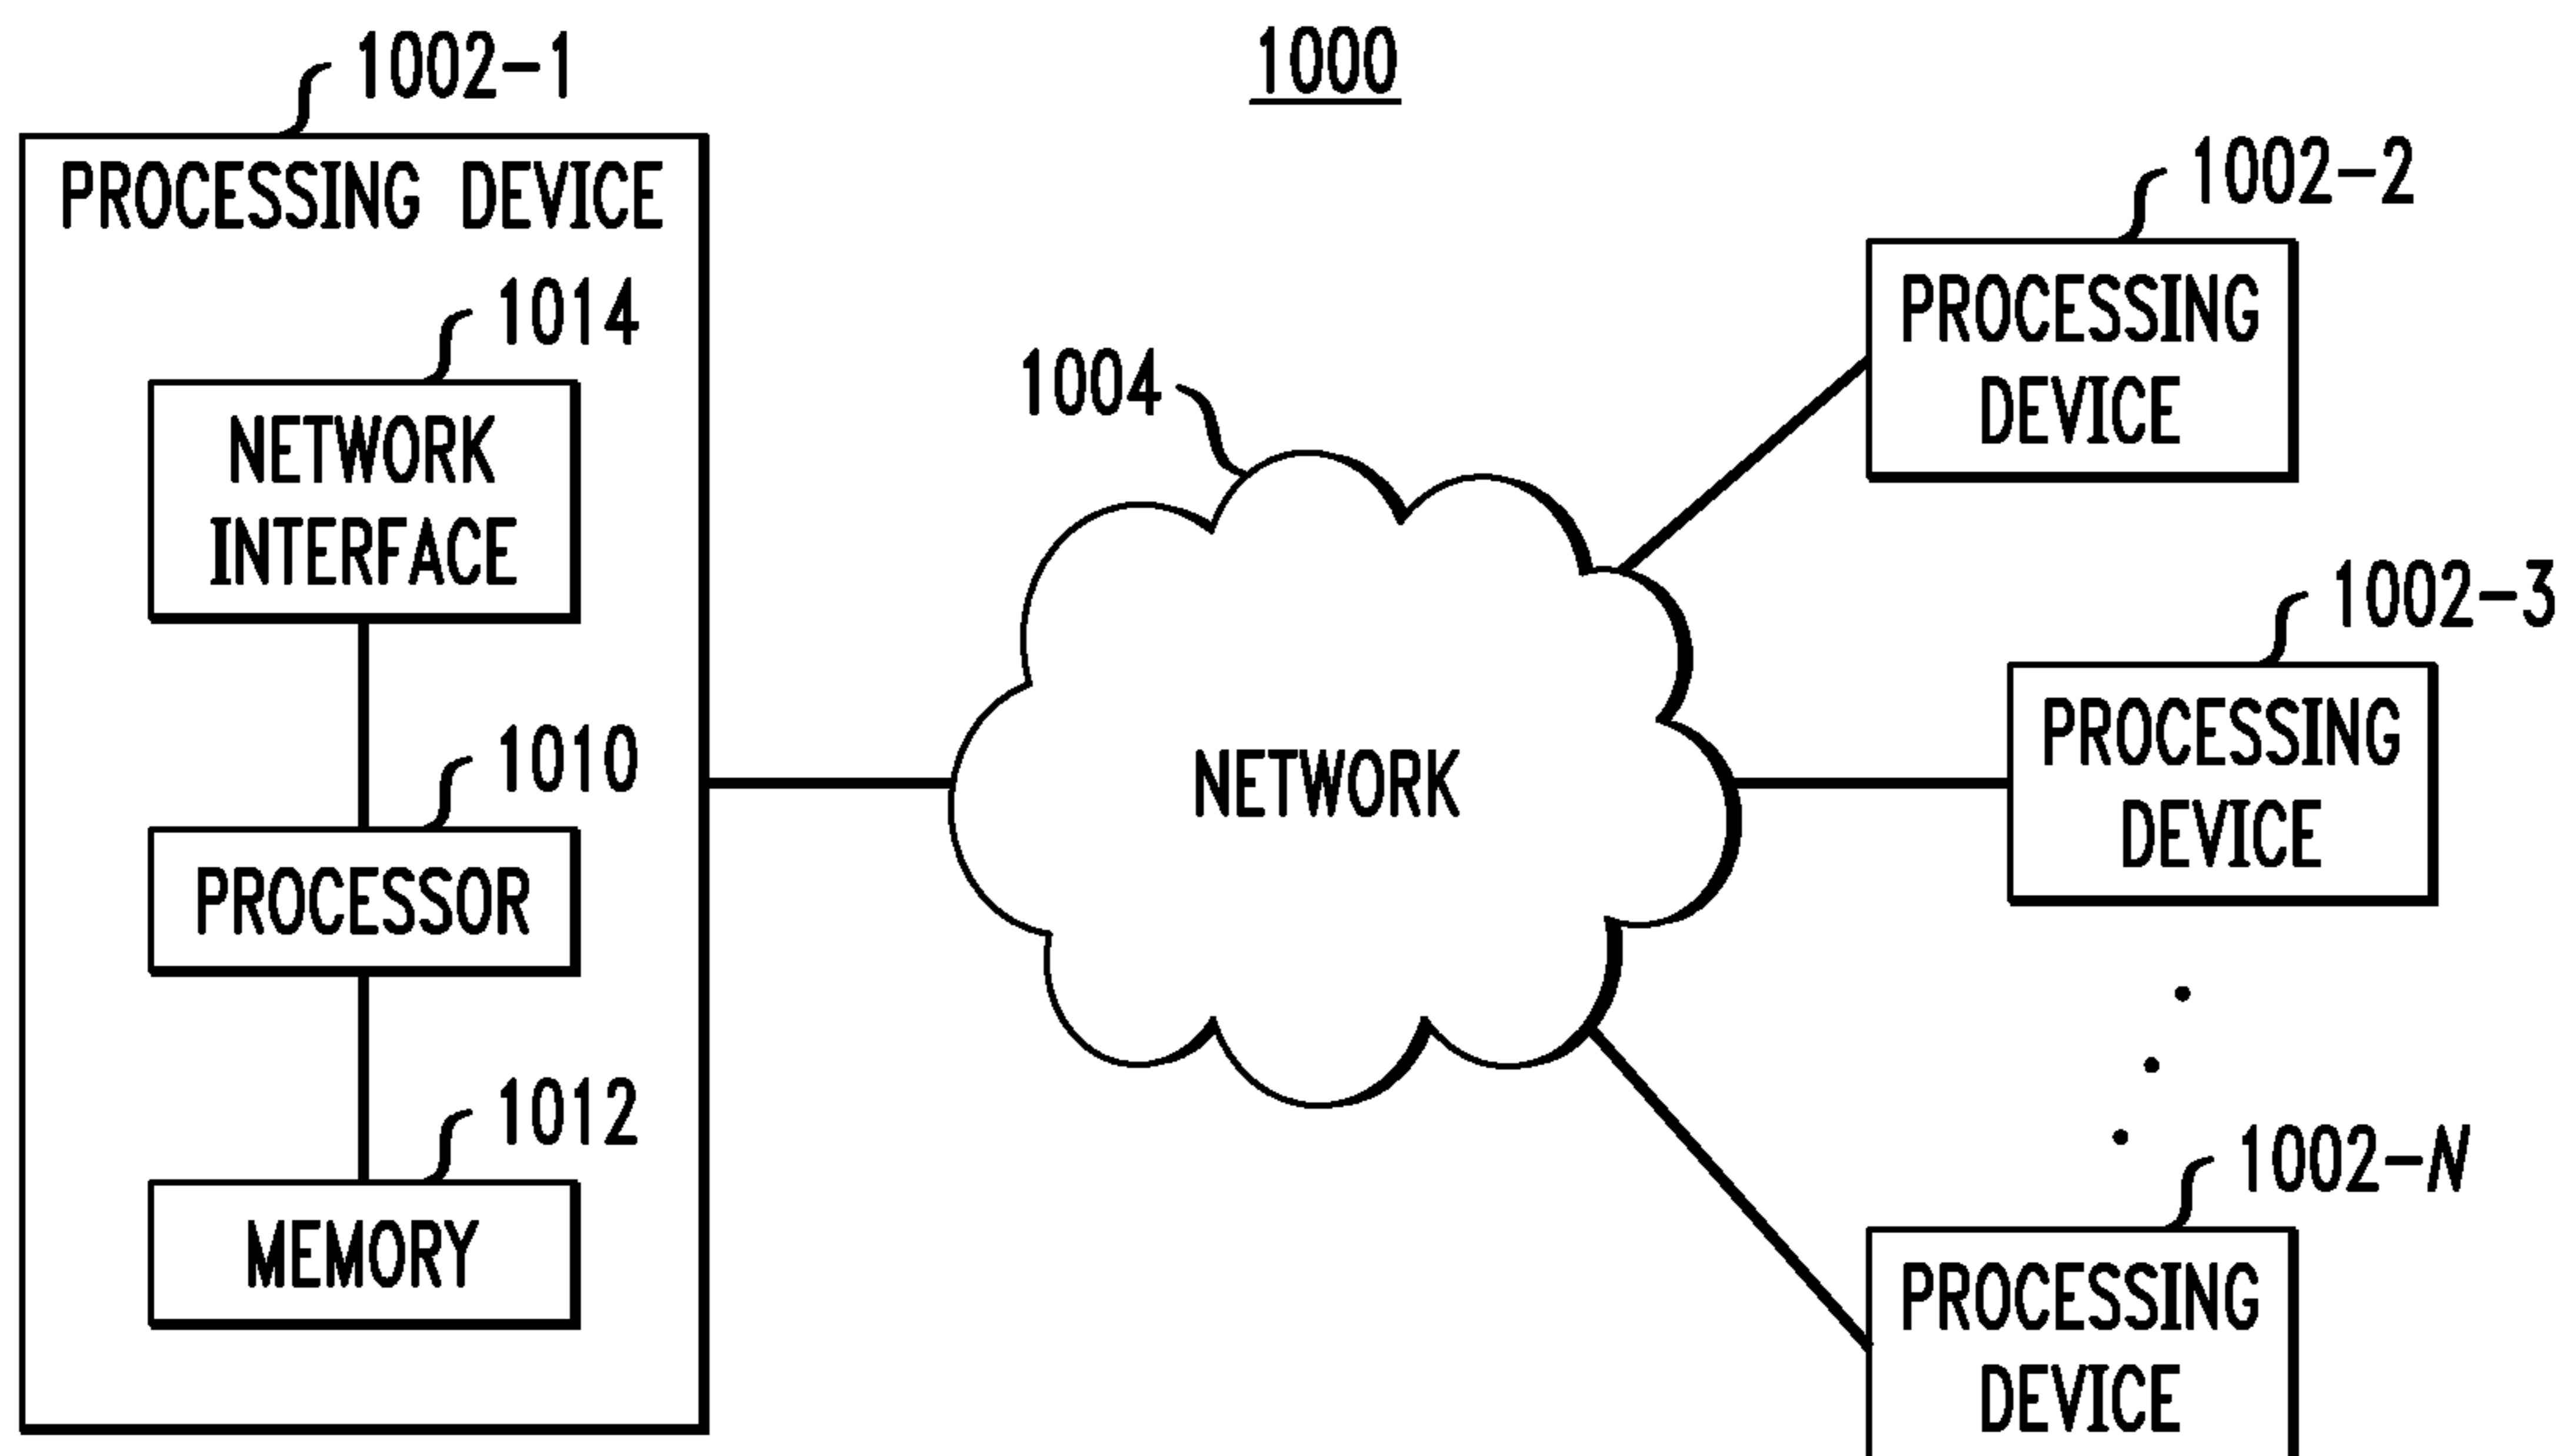 1000
1002-1
PROCESSING DEVICE
1014
NETWORK
INTERFACE
1010
PROCESSOR
1012
MEMORY
1004
NETWORK
1002-2
PROCESSING
DEVICE
1002-3
PROCESSING
DEVICE
1002-N
PROCESSING
DEVICE